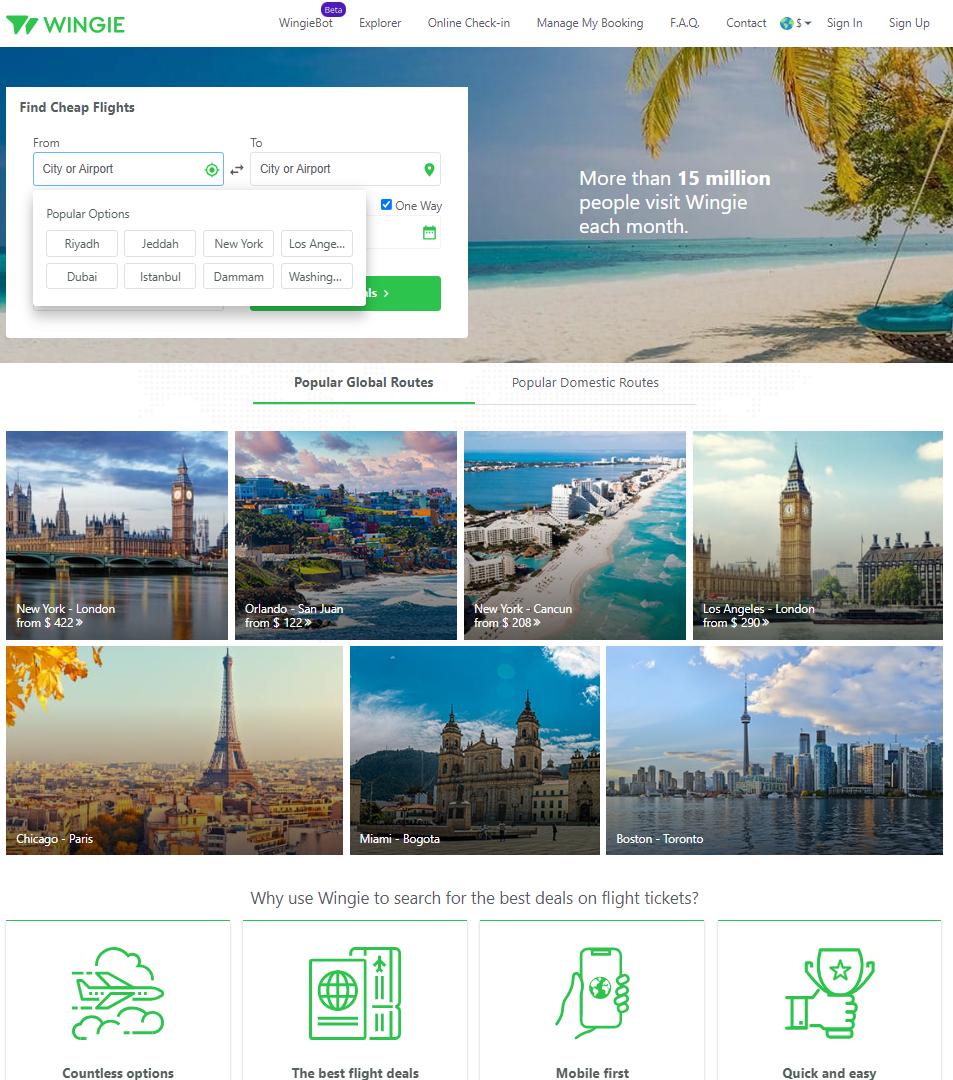 WINGIE
WingieBot
Beta
Explorer
Online Check-in
Manage My Booking
F.A.Q.
Contact
$
Sign In
Sign Up
Find Cheap Flights
From
To
City or Airport
City or Airport
One Way
Popular Options
Riyadh
Jeddah
New York
Los Ange...
Dubai
Istanbul
Dammam
Washing...
More than 15 million
people visit Wingie
each month.
Popular Global Routes
Popular Domestic Routes
New York - London
from $ 422 »
Orlando - San Juan
from $ 122 »
New York - Cancun
from $ 208 »
Los Angeles - London
from $ 290 »
Chicago - Paris
Miami - Bogota
Boston - Toronto
Why use Wingie to search for the best deals on flight tickets?
Countless options
The best flight deals
Mobile first
Quick and easy